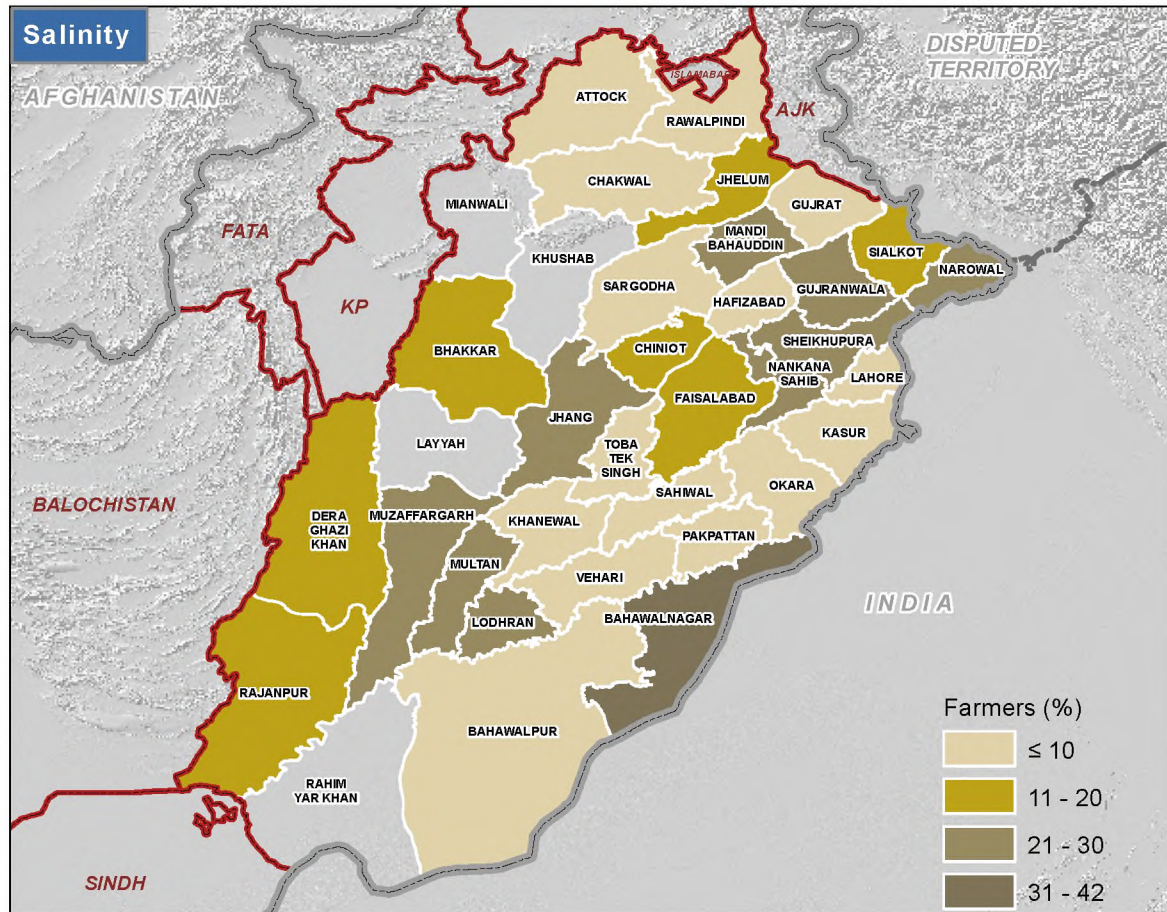 Salinity
AFGHANISTAN
DISPUTED
TERRITORY
ISLAMABAD
ATTOCK
RAWALPINDI
AJK
CHAKWAL
JHELUM
MIANWALI
GUJRAT
FATA
MANDI
BAHAUDDIN
KHUSHAB
SIALKOT
NAROWAL
SARGODHA
GUJRANWALA
HAFIZABAD
KP
SHEIKHUPURA
BHAKKAR
CHINIOT
NANKANA
SAHIB
LAHORE
FAISALABAD
JHANG
KASUR
LAYYAH
TOBA
TEK
SINGH
OKARA
SAHIWAL
BALOCHISTAN
DERA
GHAZI
KHAN
MUZAFFARGARH
KHANEWAL
PAKPATTAN
MULTAN
VEHARI
INDIA
LODHRAN
BAHAWALNAGAR
RAJANPUR
BAHAWALPUR
RAHIM
YAR KHAN
SINDH
Farmers (%)
≤ 10
11 - 20
21 - 30
31 - 42